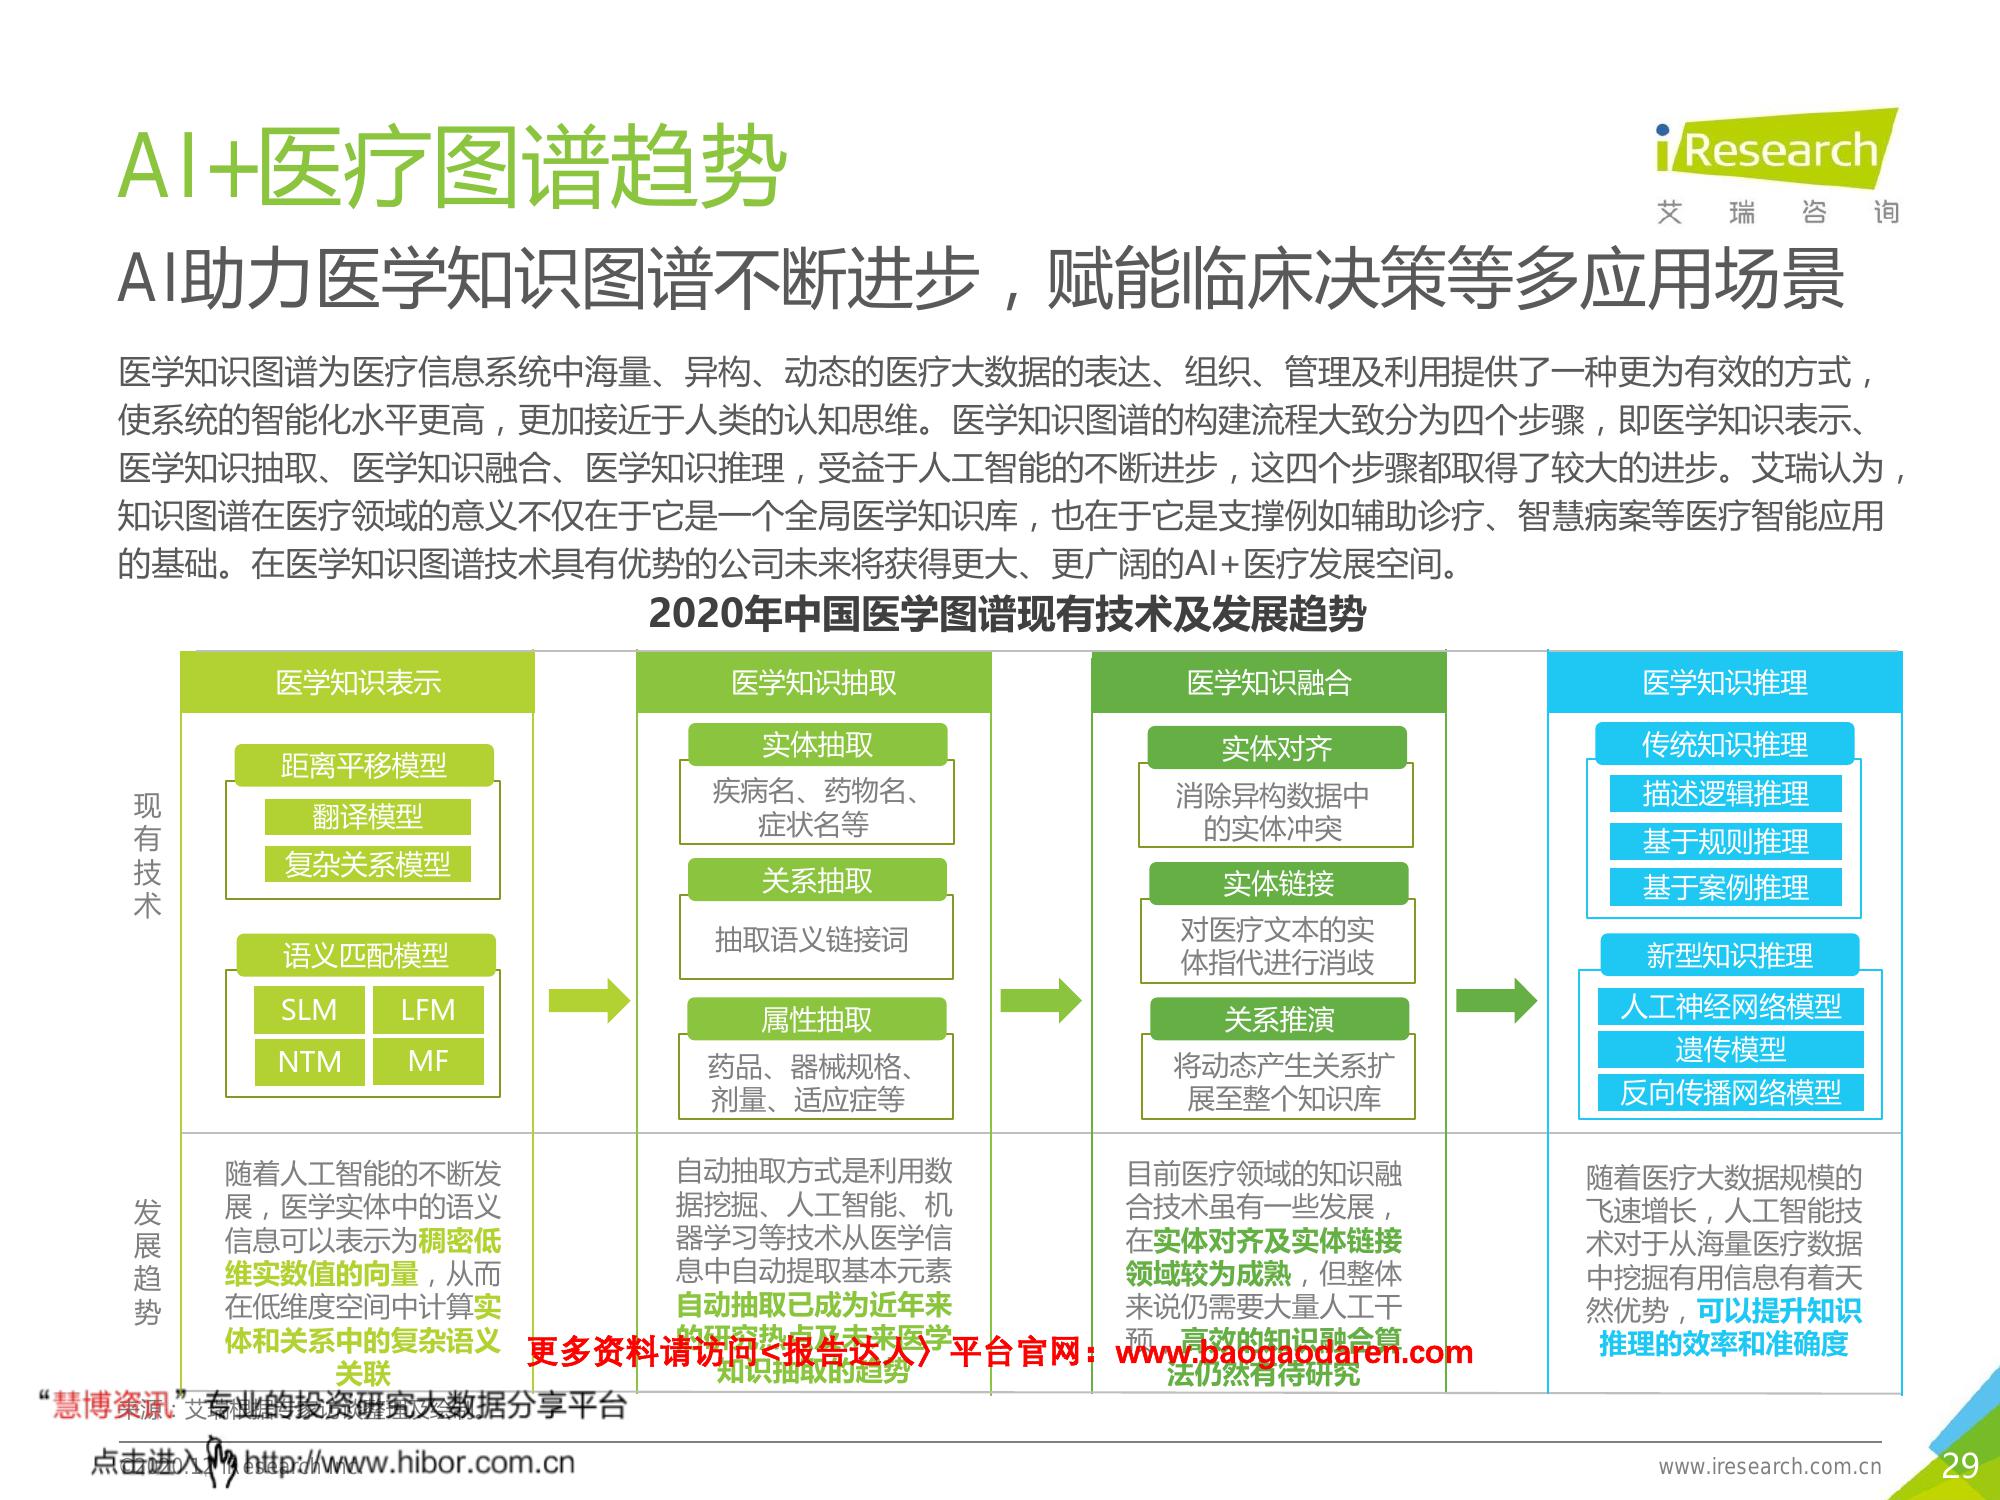 AI+医疗图谱趋势
iResearch
艾瑞咨询
AI助力医学知识图谱不断进步，赋能临床决策等多应用场景
医学知识图谱为医疗信息系统中海量、异构、动态的医疗大数据的表达、组织、管理及利用提供了一种更为有效的方式，
使系统的智能化水平更高，更加接近于人类的认知思维。医学知识图谱的构建流程大致分为四个步骤，即医学知识表示、
医学知识抽取、医学知识融合、医学知识推理，受益于人工智能的不断进步，这四个步骤都取得了较大的进步。艾瑞认为，
知识图谱在医疗领域的意义不仅在于它是一个全局医学知识库，也在于它是支撑例如辅助诊疗、智慧病案等医疗智能应用
的基础。在医学知识图谱技术具有优势的公司未来将获得更大、更广阔的AI+医疗发展空间。
2020年中国医学图谱现有技术及发展趋势
现有技术
医学知识表示
距离平移模型
翻译模型
复杂关系模型
语义匹配模型
SLM
LFM
NTM
MF
医学知识抽取
实体抽取
疾病名、药物名、
症状名等
关系抽取
抽取语义链接词
属性抽取
药品、器械规格、
剂量、适应症等
医学知识融合
实体对齐
消除异构数据中
的实体冲突
实体链接
对医疗文本的实
体指代进行消歧
关系推演
将动态产生关系扩
展至整个知识库
医学知识推理
传统知识推理
描述逻辑推理
基于规则推理
基于案例推理
新型知识推理
人工神经网络模型
遗传模型
反向传播网络模型
发展趋势
随着人工智能的不断发
展，医学实体中的语义
信息可以表示为稠密低
维实数值的向量，从而
在低维度空间中计算实
体和关系中的复杂语义
关联
自动抽取方式是利用数
据挖掘、人工智能、机
器学习等技术从医学信
息中自动提取基本元素
自动抽取已成为近年来
的研究热点及未来医学
知识抽取的趋势
目前医疗领域的知识融
合技术虽有一些发展，
在实体对齐及实体链接
领域较为成熟，但整体
来说仍需要大量人工干
预，高效的知识融合算
法仍然有待研究
随着医疗大数据规模的
飞速增长，人工智能技
术对于从海量医疗数据
中挖掘有用信息有着天
然优势，可以提升知识
推理的效率和准确度
更多资料请访问<报告达人〉平台官网：www.baogaodaren.com
“慧博资讯”专业的投资研究大数据分享平台
来源：艾瑞根据专家访谈整理及绘制。
点击进入 http://www.hibor.com.cn
©2020.12 iResearch Inc.
www.iresearch.com.cn
29